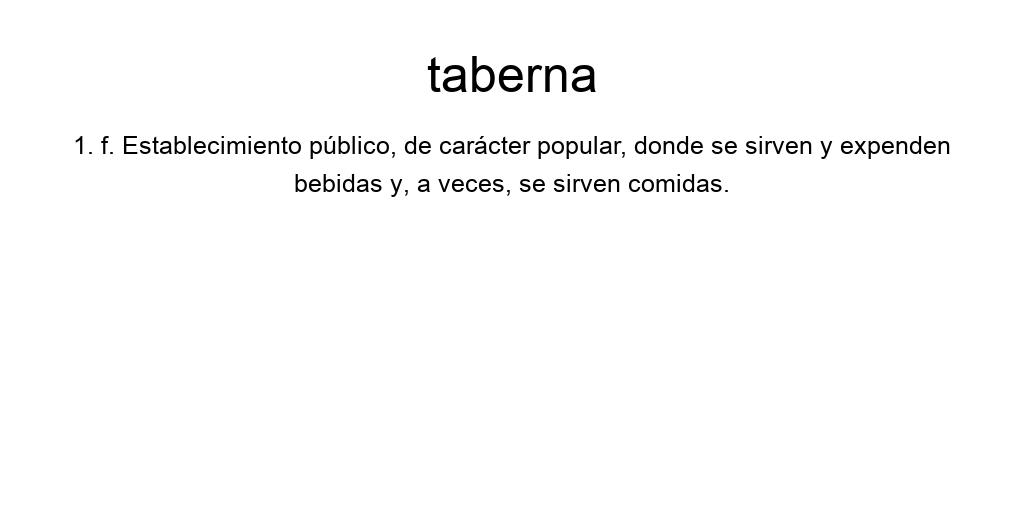 taberna
1. f. Establecimiento público, de carácter popular, donde se sirven y expenden
bebidas y, a veces, se sirven comidas.